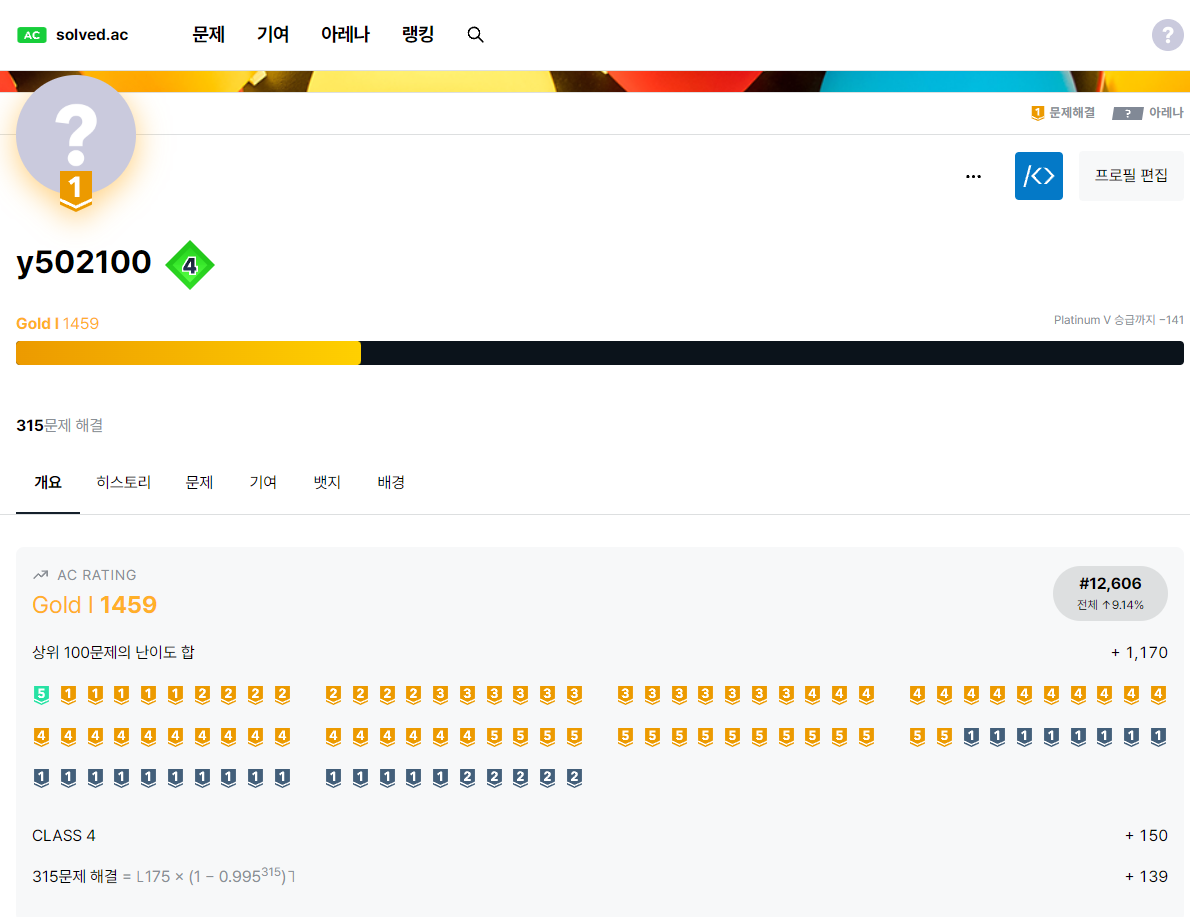 AC solved.ac 문제 기여 아레나 랭킹 ?
1 문제해결 ? 아레나
?
1
... /<> 프로필 편집
y502100 4
Gold I 1459 Platinum V 승급까지 −141
315문제 해결
개요 히스토리 문제 기여 뱃지 배경
AC RATING
Gold I 1459
#12,606
전체 ↑9.14%
상위 100문제의 난이도 합 + 1,170
5 1 1 1 1 1 2 2 2 2 2 2 2 2 3 3 3 3 3 3 3 3 3 3 3 3 3 4 4 4 4 4 4 4 4 4 4 4 4 4
4 4 4 4 4 4 4 4 4 4 4 4 4 4 4 4 5 5 5 5 5 5 5 5 5 5 5 5 5 5 5 5 1 1 1 1 1 1 1 1
1 1 1 1 1 1 1 1 1 1 1 1 1 1 1 2 2 2 2 2
CLASS 4 + 150
315문제 해결 = ⌊175 × (1 − 0.995³¹⁵)⌉ + 139